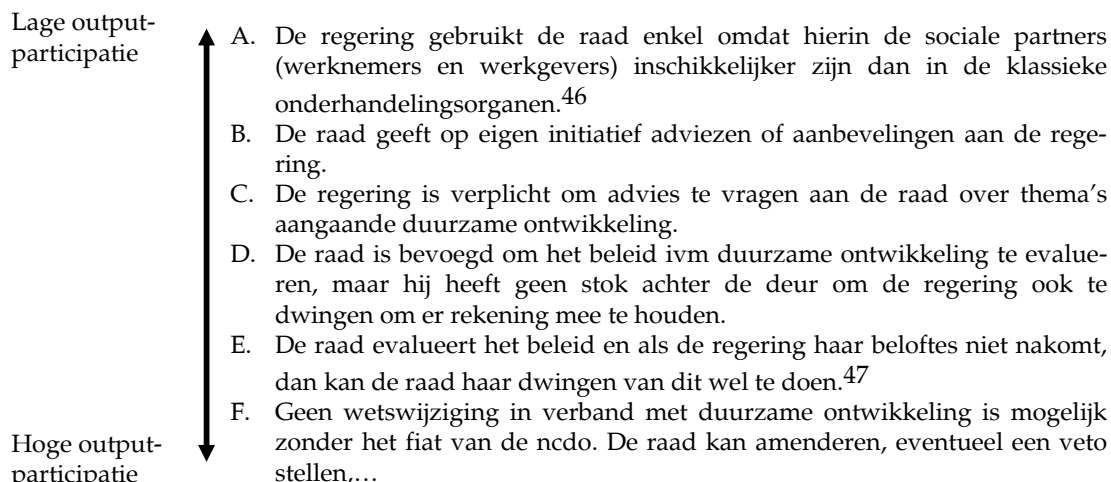 Lage output-
participatie
A. De regering gebruikt de raad enkel omdat hierin de sociale partners
(werknemers en werkgevers) inschikkelijker zijn dan in de klassieke
onderhandelingsorganen.46
B. De raad geeft op eigen initiatief adviezen of aanbevelingen aan de rege-
ring.
C. De regering is verplicht om advies te vragen aan de raad over thema's
aangaande duurzame ontwikkeling.
D. De raad is bevoegd om het beleid ivm duurzame ontwikkeling te evalue-
ren, maar hij heeft geen stok achter de deur om de regering ook te
dwingen om er rekening mee te houden.
E. De raad evalueert het beleid en als de regering haar beloftes niet nakomt,
dan kan de raad haar dwingen van dit wel te doen.47
F. Geen wetswijziging in verband met duurzame ontwikkeling is mogelijk
zonder het fiat van de ncdo. De raad kan amenderen, eventueel een veto
stellen,…
Hoge output-
participatie